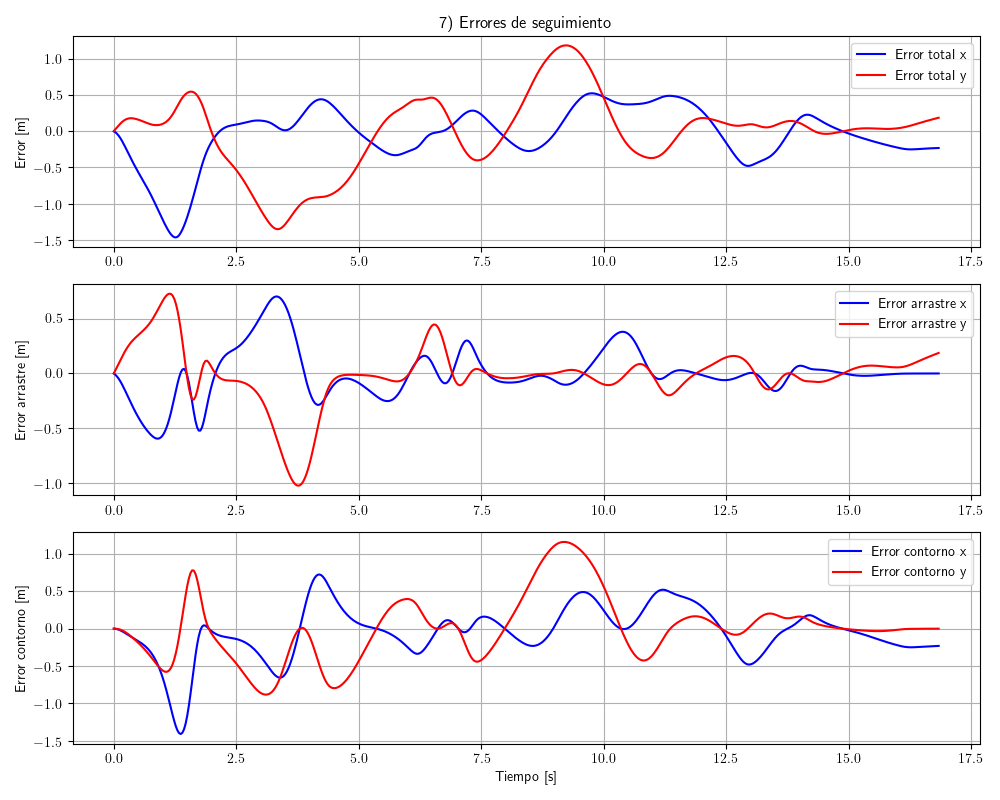 7) Errores de seguimiento
Error [m]
1.0
0.5
0.0
−0.5
−1.0
−1.5
Error total x
Error total y
0.0 2.5 5.0 7.5 10.0 12.5 15.0 17.5
Error arrastre [m]
0.5
0.0
−0.5
−1.0
Error arrastre x
Error arrastre y
0.0 2.5 5.0 7.5 10.0 12.5 15.0 17.5
Error contorno [m]
1.0
0.5
0.0
−0.5
−1.0
−1.5
Error contorno x
Error contorno y
0.0 2.5 5.0 7.5 10.0 12.5 15.0 17.5
Tiempo [s]